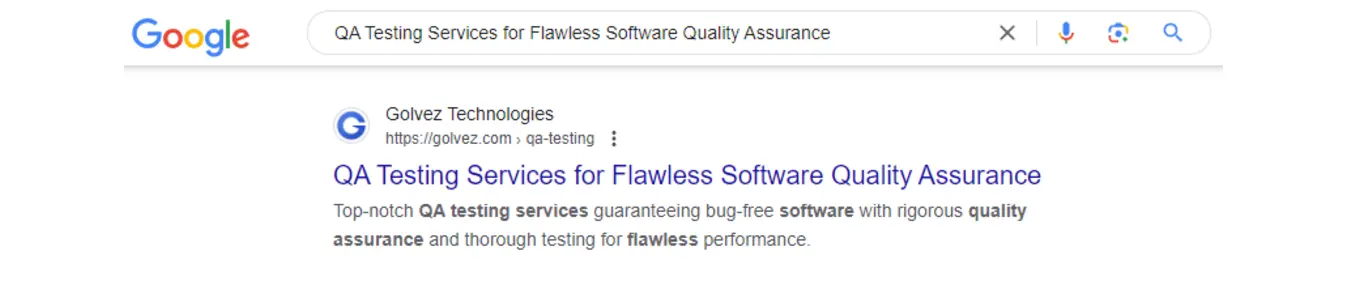 Google QA Testing Services for Flawless Software Quality Assurance
G Golvez Technologies
https://golvez.com › qa-testing
QA Testing Services for Flawless Software Quality Assurance
Top-notch QA testing services guaranteeing bug-free software with rigorous quality
assurance and thorough testing for flawless performance.